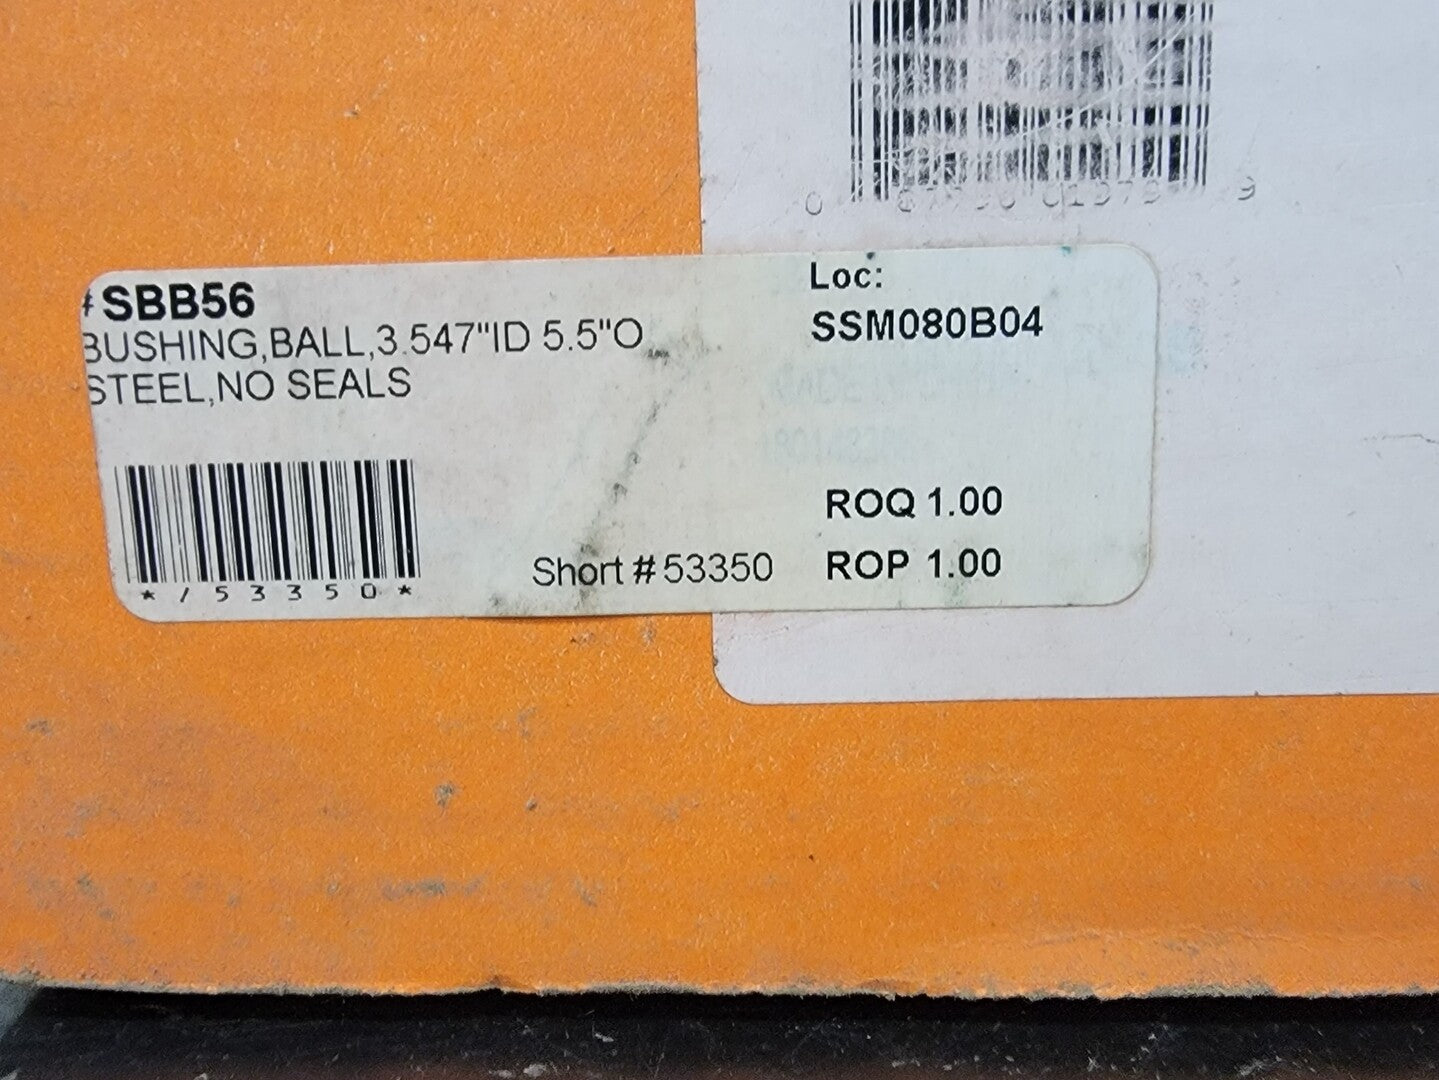 #SBB56
BUSHING,BALL,3.547"ID 5.5"O
STEEL,NO SEALS
*/53350*
Short # 53350
Loc:
SSM080B04
ROQ 1.00
ROP 1.00